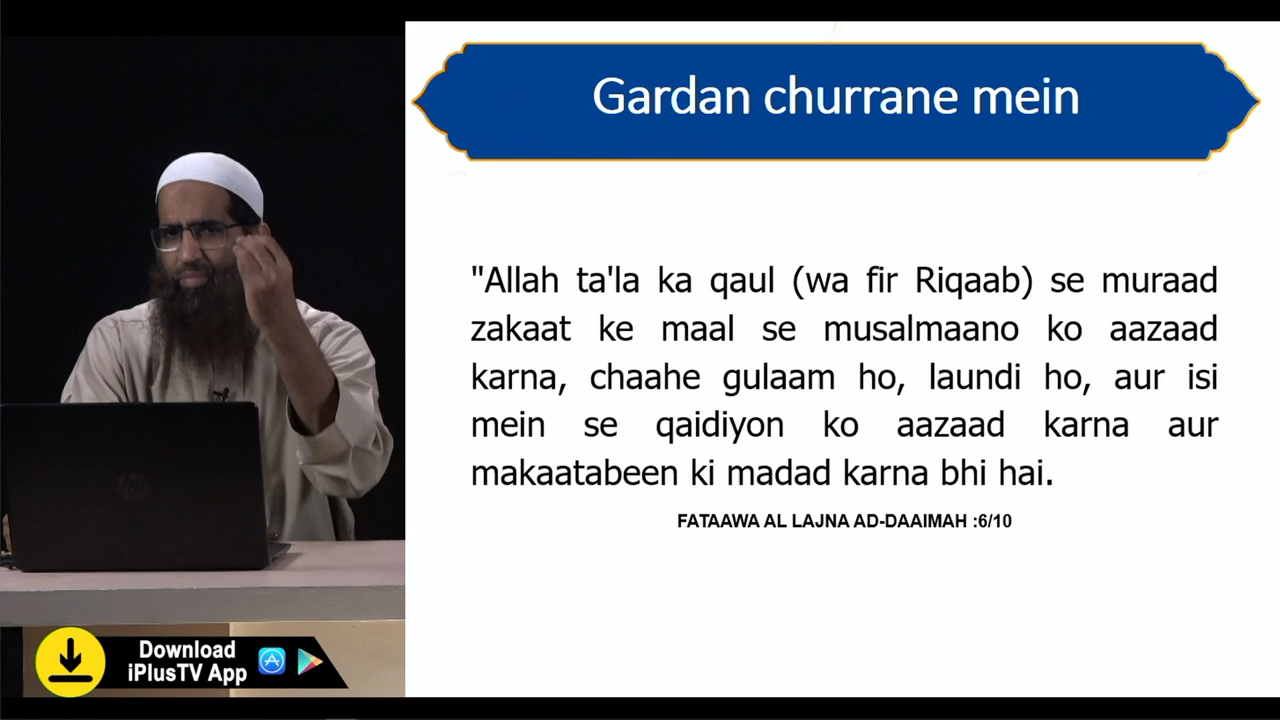 Gardan churrane mein
"Allah ta'la ka qaul (wa fir Riqaab) se muraad
zakaat ke maal se musalmaano ko aazaad
karna, chaahe gulaam ho, laundi ho, aur isi
mein se qaidiyon ko aazaad karna aur
makaatabeen ki madad karna bhi hai.
FATAAWA AL LAJNA AD-DAAIMAH :6/10
Download
iPlusTV App